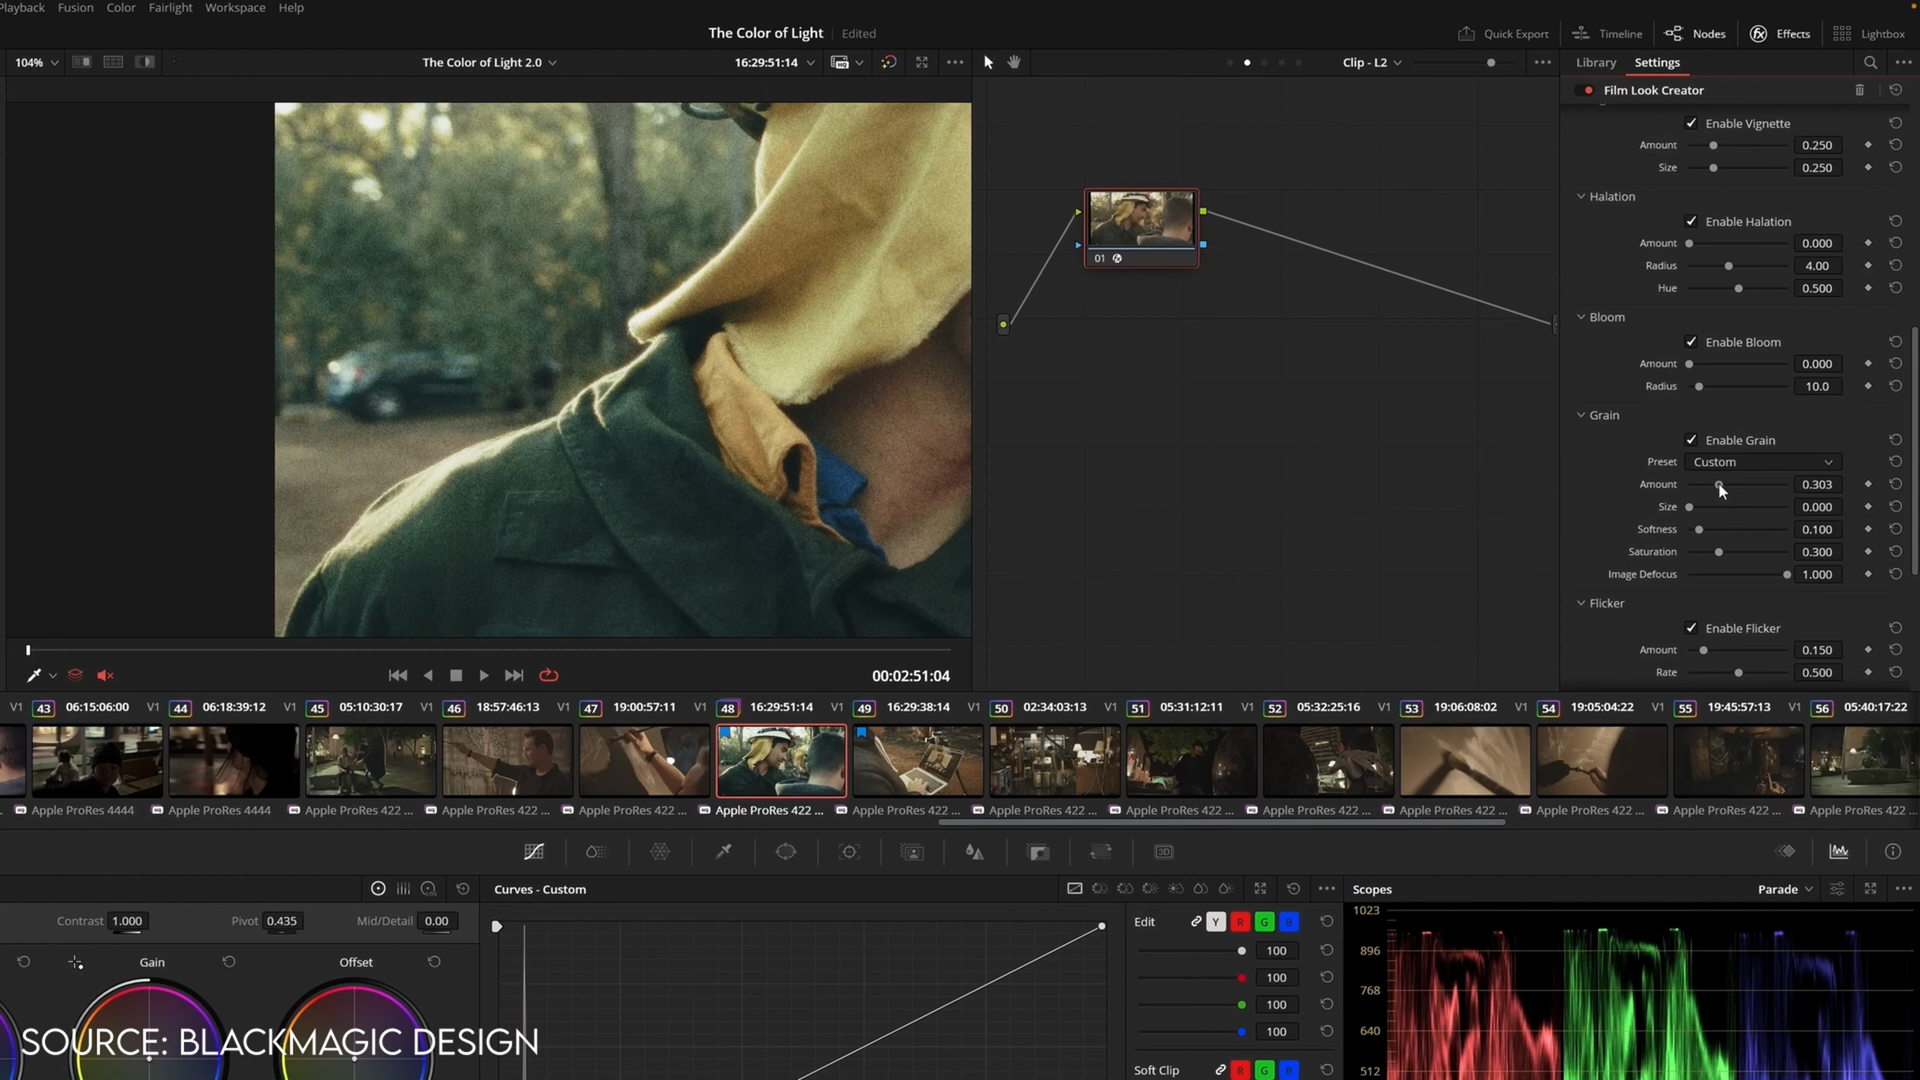 Playback Fusion Color Fairlight Workspace Help
The Color of Light Edited
Quick Export Timeline Nodes Effects Lightbox
104% The Color of Light 2.0 16:29:51:14 Clip - L2 Library Settings
Film Look Creator
Enable Vignette
Amount 0.250
Size 0.250
Halation
Enable Halation
Amount 0.000
Radius 4.00
Hue 0.500
01
Bloom
Enable Bloom
Amount 0.000
Radius 10.0
Grain
Enable Grain
Preset Custom
Amount 0.303
Size 0.000
Softness 0.100
Saturation 0.300
Image Defocus 1.000
Flicker
Enable Flicker
Amount 0.150
Rate 0.500
00:02:51:04
V1 43 06:15:06:00 V1 44 06:18:39:12 V1 45 05:10:30:17 V1 46 18:57:46:13 V1 47 19:00:57:11 V1 48 16:29:51:14 V1 49 16:29:38:14 V1 50 02:34:03:13 V1 51 05:31:12:11 V1 52 05:32:25:16 V1 53 19:06:08:02 V1 54 19:05:04:22 V1 55 19:45:57:13 V1 56 05:40:17:22
Apple ProRes 4444 Apple ProRes 4444 Apple ProRes 422 ... Apple ProRes 422 ... Apple ProRes 422 ... Apple ProRes 422 ... Apple ProRes 422 ... Apple ProRes 422 ... Apple ProRes 422 ... Apple ProRes 422 ... Apple ProRes 422 ... Apple ProRes 422 ... Apple ProRes 422 ... Apple ProRes 422 ...
3D
Curves - Custom
Scopes Parade
Contrast 1.000 Pivot 0.435 Mid/Detail 0.00
Gain Offset
Edit Y R G B
100
100
100
100
Soft Clip R G B
1023
896
768
640
512
SOURCE: BLACKMAGIC DESIGN